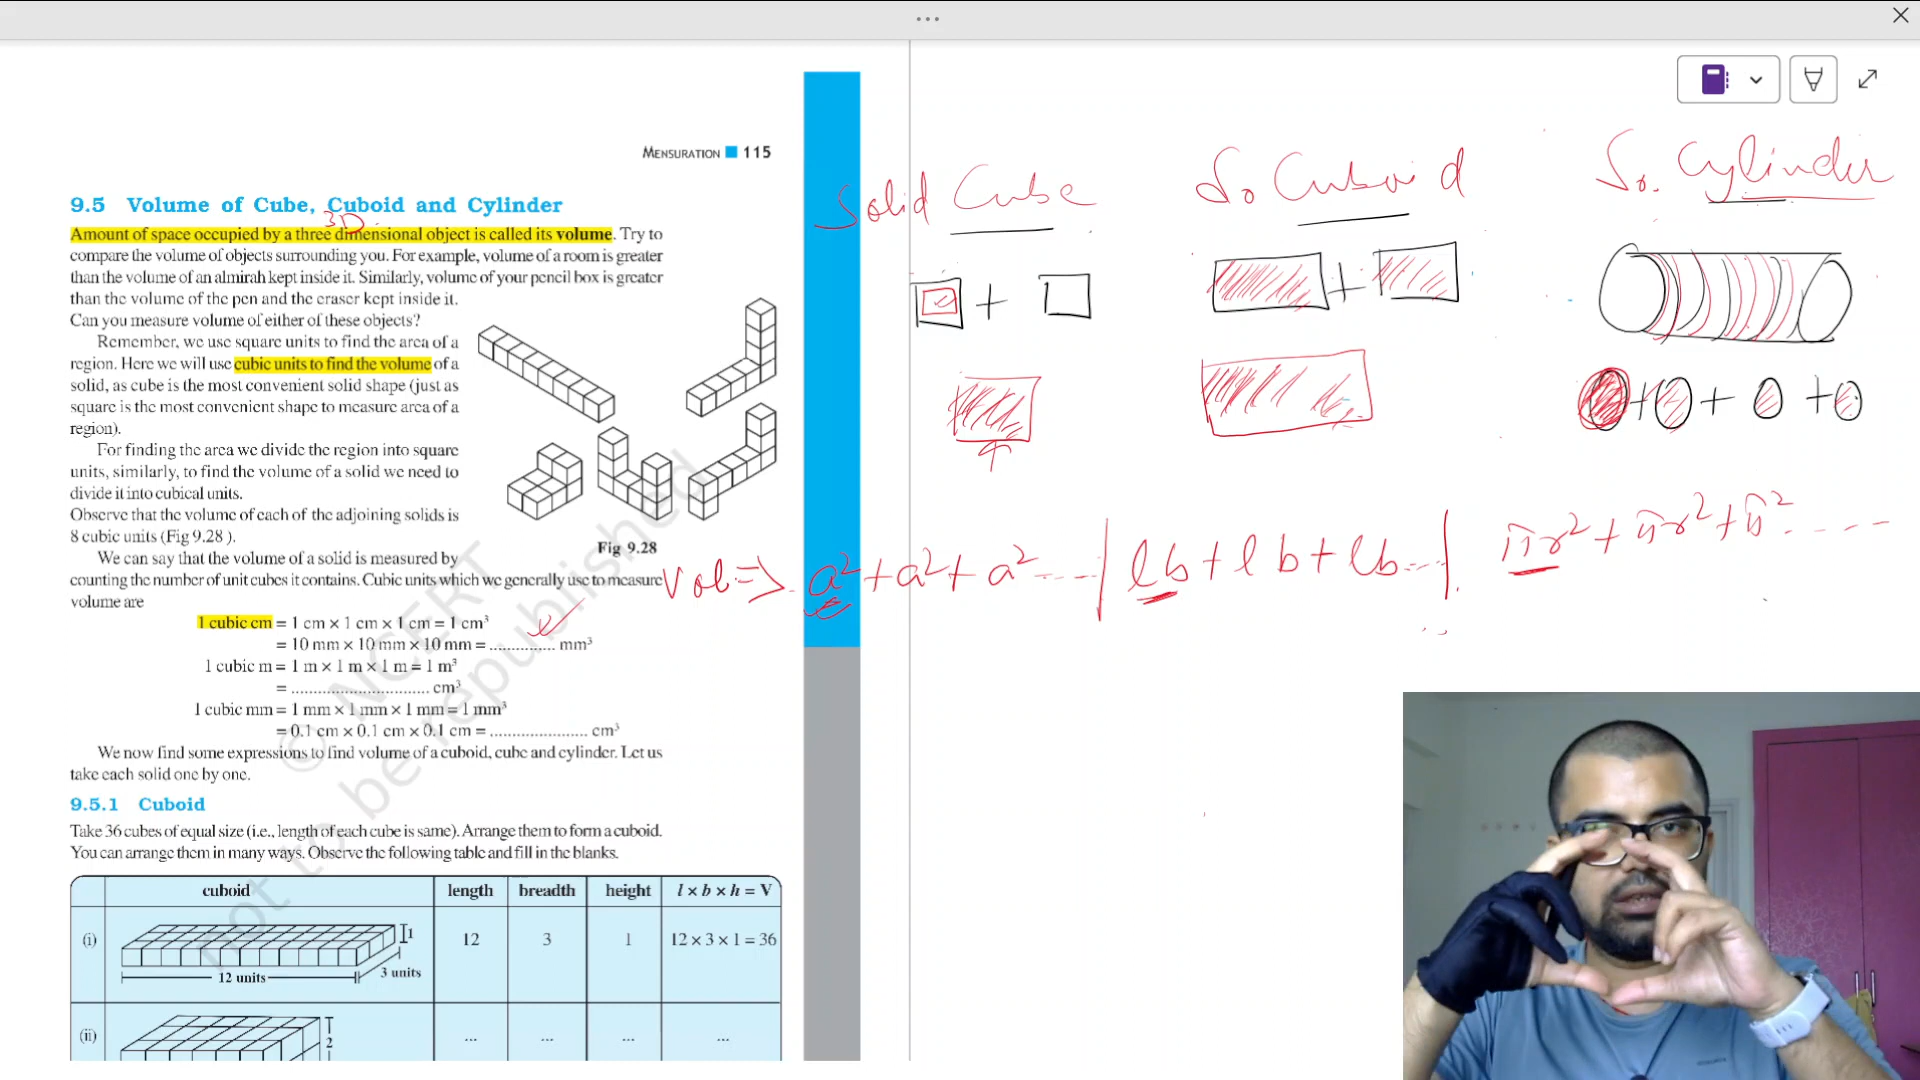 MENSURATION 115
9.5 Volume of Cube, Cuboid and Cylinder
3D
Amount of space occupied by a three dimensional object is called its volume. Try to
compare the volume of objects surrounding you. For example, volume of a room is greater
than the volume of an almirah kept inside it. Similarly, volume of your pencil box is greater
than the volume of the pen and the eraser kept inside it.
Can you measure volume of either of these objects?
Remember, we use square units to find the area of a
region. Here we will use cubic units to find the volume of a
solid, as cube is the most convenient solid shape (just as
square is the most convenient shape to measure area of a
region).
For finding the area we divide the region into square
units, similarly, to find the volume of a solid we need to
divide it into cubical units.
Observe that the volume of each of the adjoining solids is
8 cubic units (Fig 9.28 ).
Fig 9.28
We can say that the volume of a solid is measured by
counting the number of unit cubes it contains. Cubic units which we generally use to measure
volume are
1 cubic cm = 1 cm × 1 cm × 1 cm = 1 cm³
= 10 mm × 10 mm × 10 mm = ............... mm³
1 cubic m = 1 m × 1 m × 1 m = 1 m³
= ............................... cm³
1 cubic mm = 1 mm × 1 mm × 1 mm = 1 mm³
= 0.1 cm × 0.1 cm × 0.1 cm = ...................... cm³
We now find some expressions to find volume of a cuboid, cube and cylinder. Let us
take each solid one by one.
9.5.1 Cuboid
Take 36 cubes of equal size (i.e., length of each cube is same). Arrange them to form a cuboid.
You can arrange them in many ways. Observe the following table and fill in the blanks.
cuboid length breadth height l × b × h = V
(i) 12 units 3 units 1 12 3 1 12 × 3 × 1 = 36
(ii) 2 ... ... ... ...
© NCERT
not to be republished
Solid Cube So Cuboid So. Cylinder
+ +
+ + +
Vol => a² + a² + a² ---- | lb + lb + lb ... | πr² + πr² + π² ----